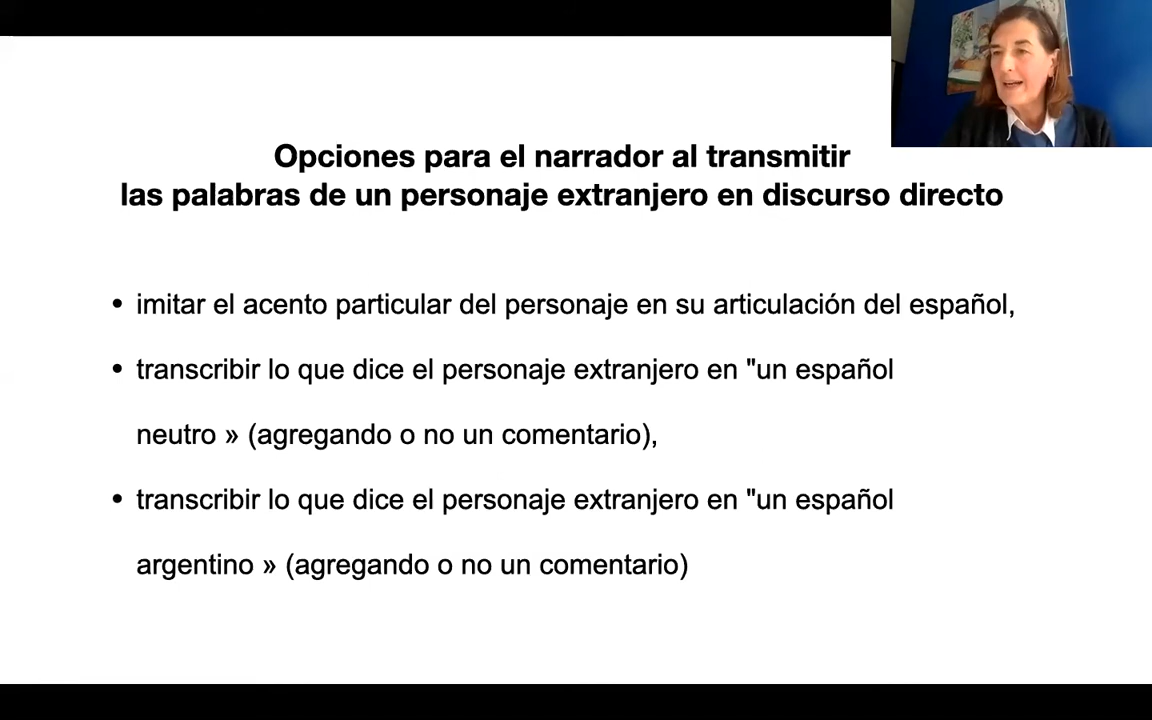 Opciones para el narrador al transmitir
las palabras de un personaje extranjero en discurso directo
• imitar el acento particular del personaje en su articulación del español,
• transcribir lo que dice el personaje extranjero en "un español
neutro » (agregando o no un comentario),
• transcribir lo que dice el personaje extranjero en "un español
argentino » (agregando o no un comentario)